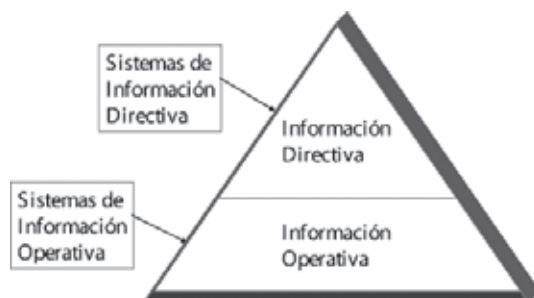 Sistemas de
Información
Directiva
Información
Directiva
Sistemas de
Información
Operativa
Información
Operativa